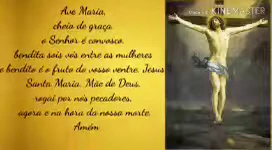 Ave Maria,
cheia de graça,
o Senhor é convosco,
bendita sois vós entre as mulheres
e bendito é o fruto do vosso ventre, Jesus
Santa Maria, Mãe de Deus,
rogai por nós pecadores,
agora e na hora da nossa morte.
Amém
KINEMASTER